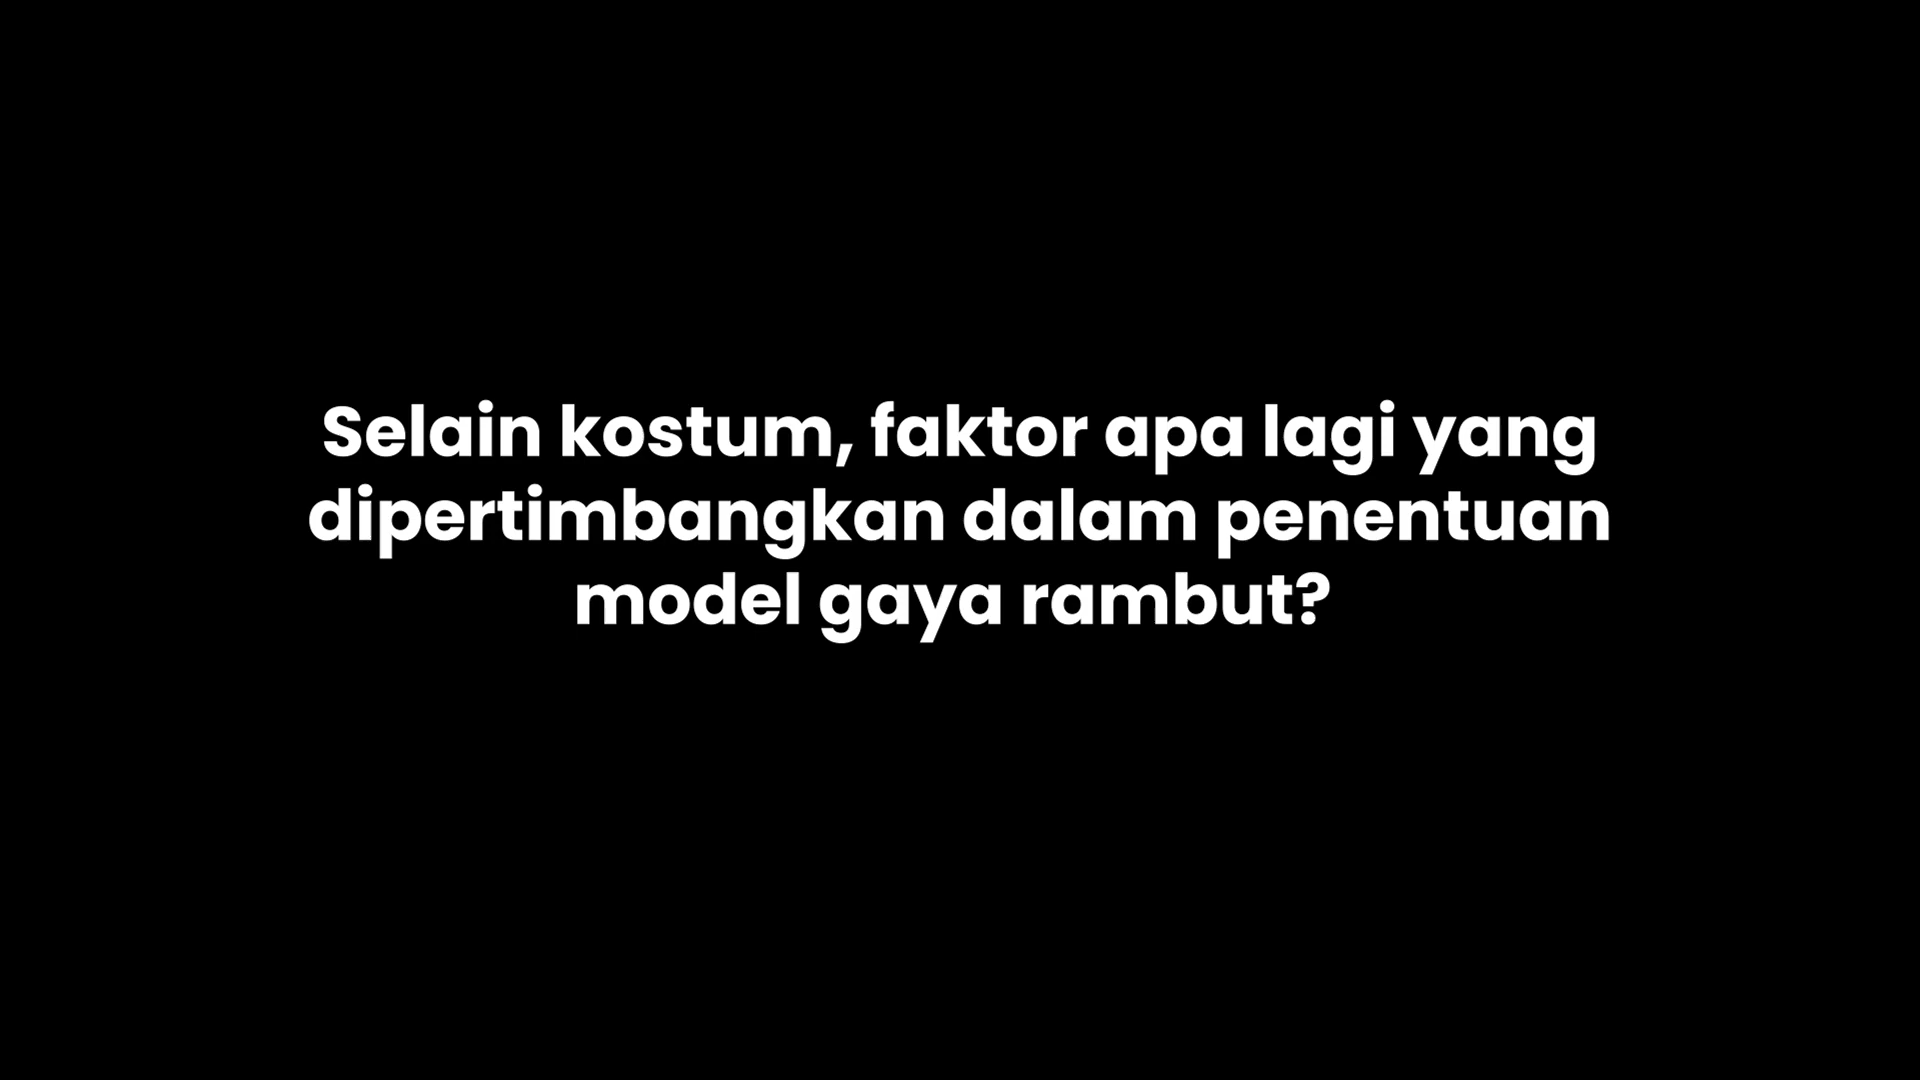 Selain kostum, faktor apa lagi yang
dipertimbangkan dalam penentuan
model gaya rambut?